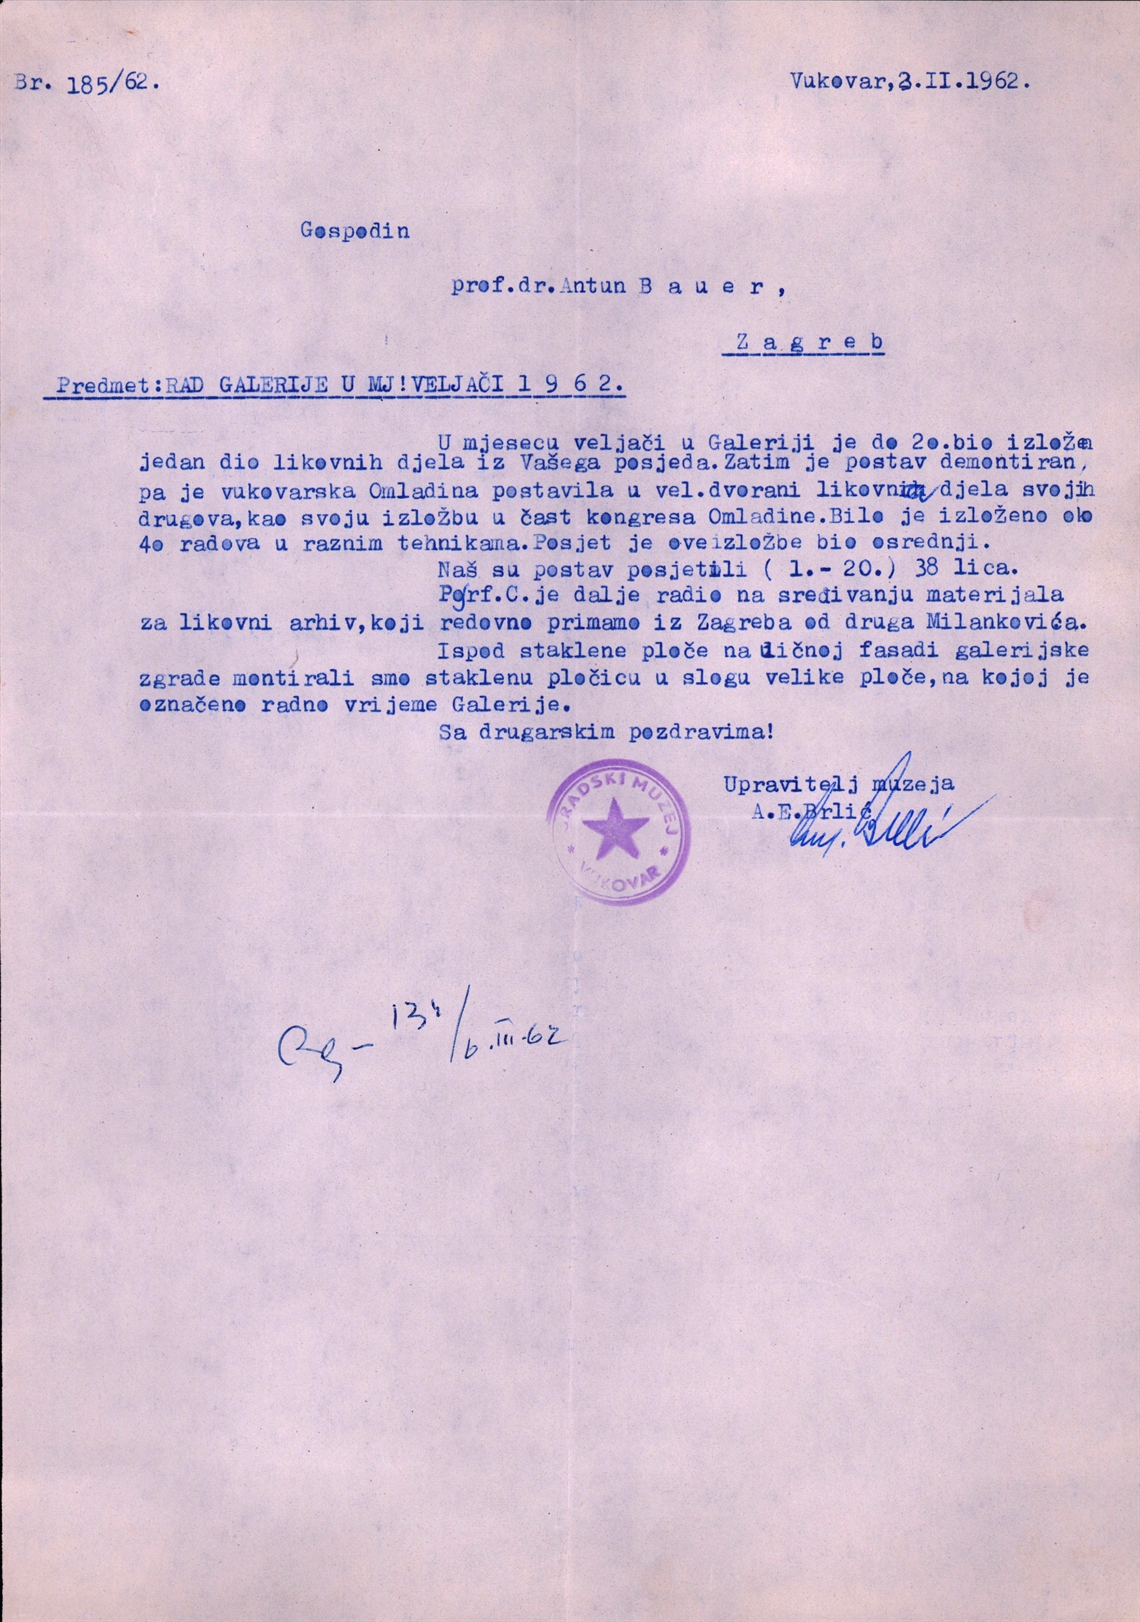 Br. 185/62.
Vukovar,3.II.1962.
Gospodin
prof.dr.Antun B a u e r ,
Z a g r e b
Predmet:RAD GALERIJE U MJ!VELJAČI 1 9 6 2.
U mjesecu veljači u Galeriji je do 2o.bio izložen
jedan dio likovnih djela iz Vašega posjeda.Zatim je postav demontiran,
pa je vukovarska Omladina postavila u vel.dvorani likovnih djela svojih
drugova,kao svoju izložbu u čast kongresa Omladine.Bilo je izloženo oko
4o radova u raznim tehnikama.Posjet je oveizložbe bio osrednji.
Naš su postav posjetili ( 1.- 20.) 38 lica.
Porf.C.je dalje radio na sređivanju materijala
za likovni arhiv,koji redovno primamo iz Zagreba od druga Milankovića.
Ispod staklene ploče na ličnoj fasadi galerijske
zgrade montirali smo staklenu pločicu u slogu velike ploče,na kojoj je
označeno radno vrijeme Galerije.
Sa drugarskim pozdravima!
Upravitelj muzeja
A.E.Brlić
GRADSKI MUZEJ
* VUKOVAR *
6.III.62